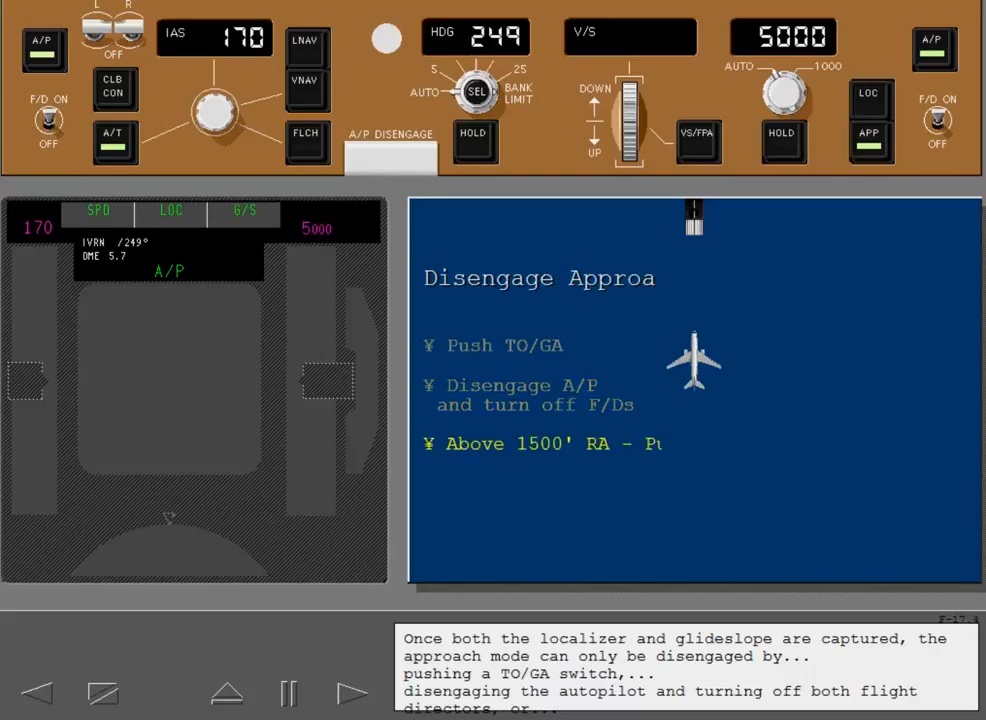 L R
A/P
OFF
IAS 170
LNAV
HDG 249
V/S
5000
A/P
CLB
CON
VNAV
5 25
AUTO
SEL
BANK
LIMIT
DOWN
AUTO 1000
LOC
F/D ON
OFF
A/T
FLCH
A/P DISENGAGE
HOLD
UP
VS/FPA
HOLD
APP
F/D ON
OFF
170
SPD LOC G/S
5000
IVRN /249°
DME 5.7
A/P
Disengage Approa
¥ Push TO/GA
¥ Disengage A/P
and turn off F/Ds
¥ Above 1500' RA - Pu
F-17.4
Once both the localizer and glideslope are captured, the
approach mode can only be disengaged by...
pushing a TO/GA switch,...
disengaging the autopilot and turning off both flight
directors, or...